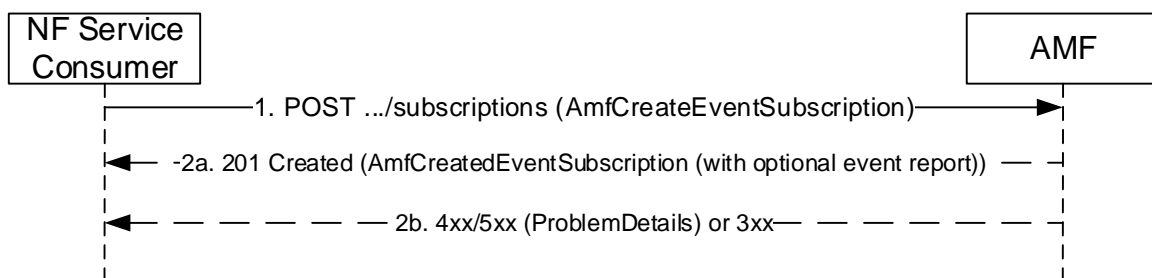 NF Service
Consumer
AMF
1. POST .../subscriptions (AmfCreateEventSubscription)
2a. 201 Created (AmfCreatedEventSubscription (with optional event report))
2b. 4xx/5xx (ProblemDetails) or 3xx